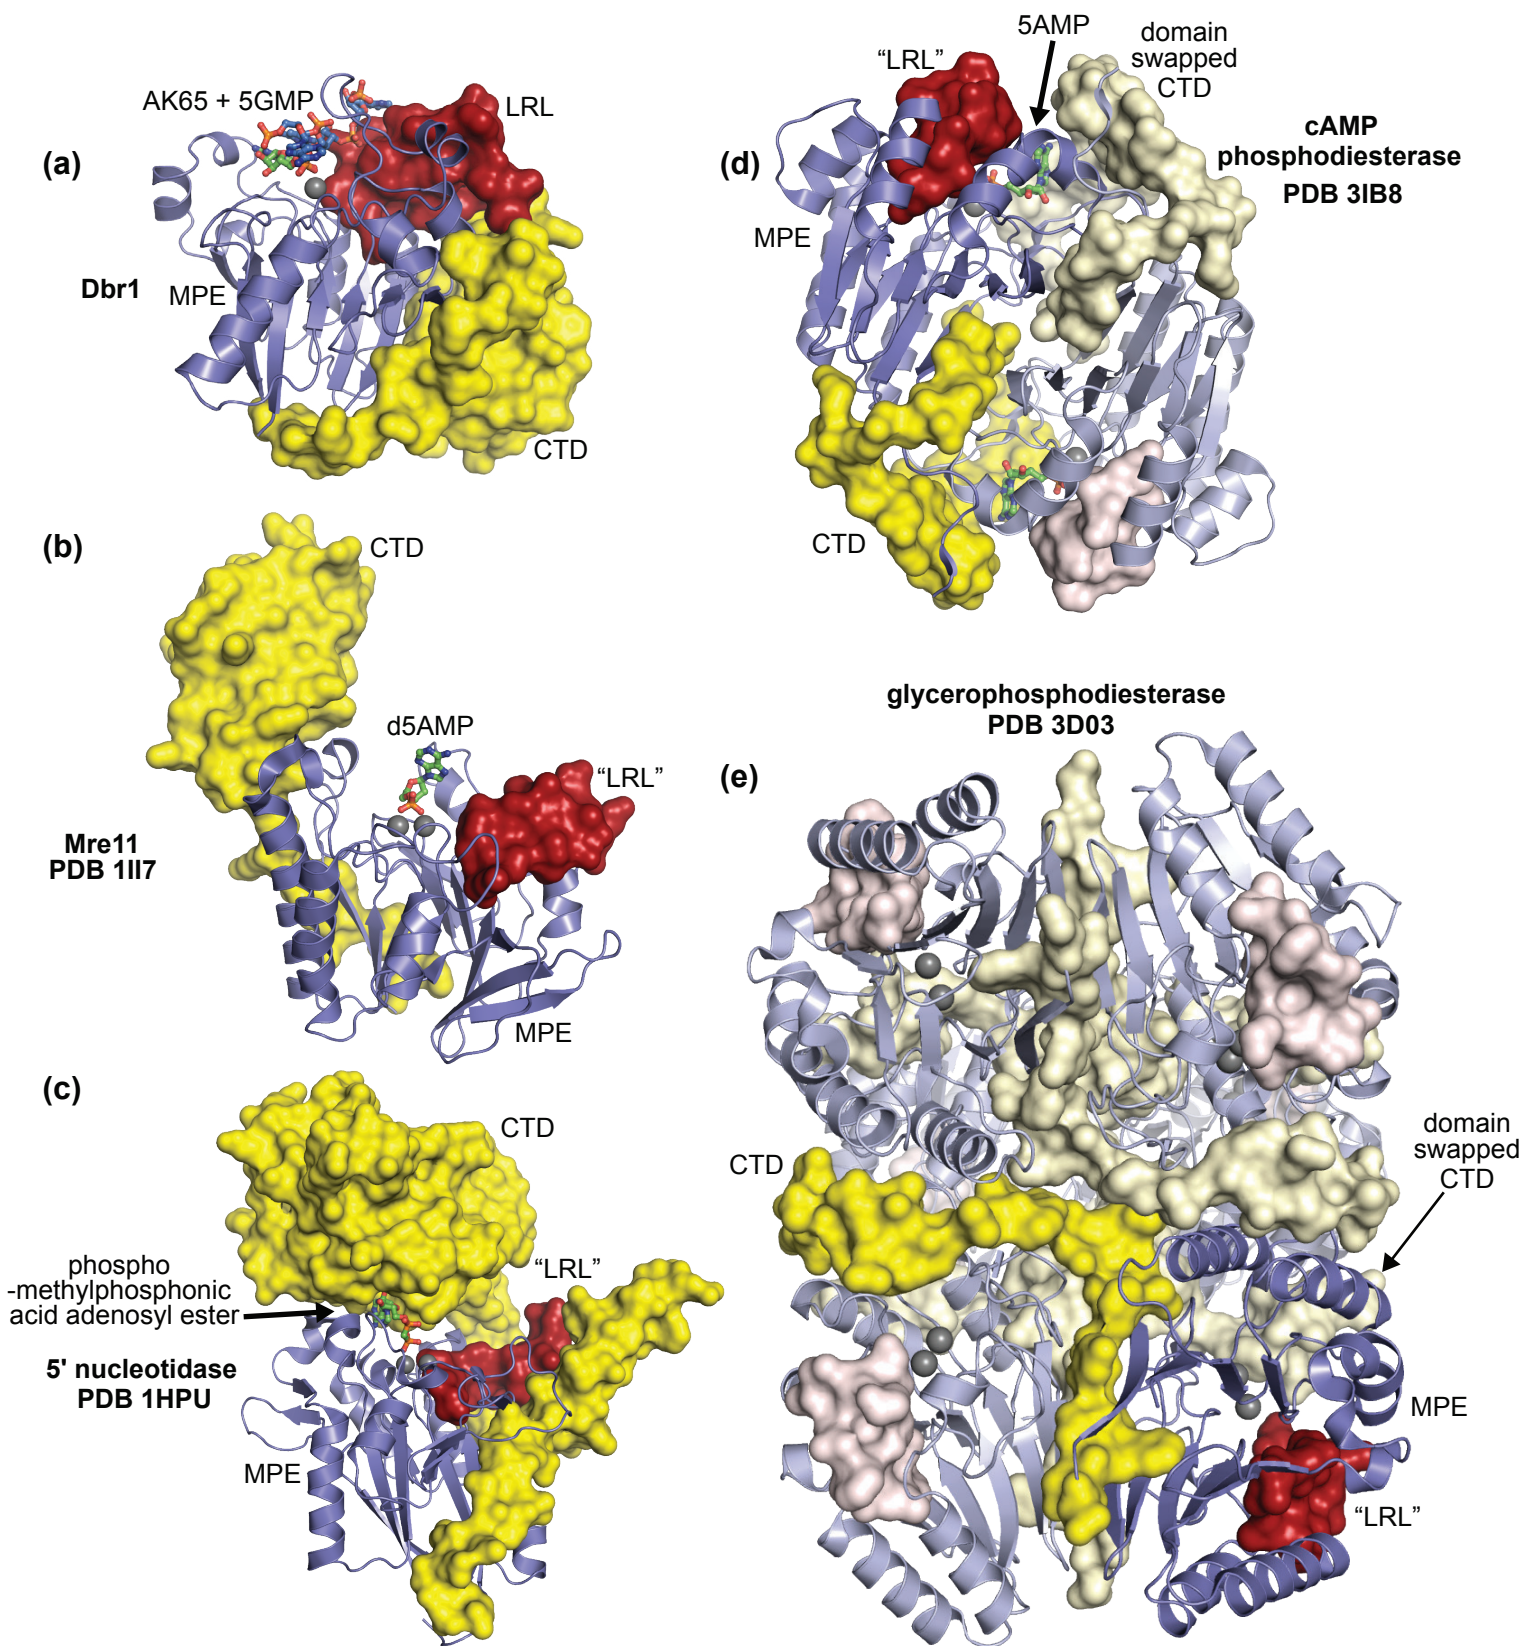 (a)
AK65 + 5GMP
LRL
Dbr1
MPE
CTD
(b)
CTD
d5AMP
“LRL”
Mre11
PDB 1II7
MPE
(c)
CTD
“LRL”
phospho
-methylphosphonic
acid adenosyl ester
5' nucleotidase
PDB 1HPU
MPE
(d)
“LRL”
5AMP
domain
swapped
CTD
cAMP
phosphodiesterase
PDB 3IB8
MPE
CTD
glycerophosphodiesterase
PDB 3D03
(e)
CTD
domain
swapped
CTD
MPE
“LRL”